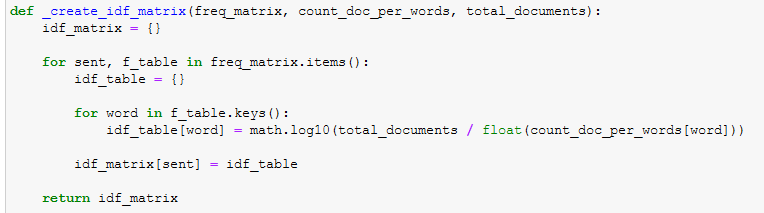 def _create_idf_matrix(freq_matrix, count_doc_per_words, total_documents):
    idf_matrix = {}
    for sent, f_table in freq_matrix.items():
        idf_table = {}
        for word in f_table.keys():
            idf_table[word] = math.log10(total_documents / float(count_doc_per_words[word]))
        idf_matrix[sent] = idf_table
    return idf_matrix